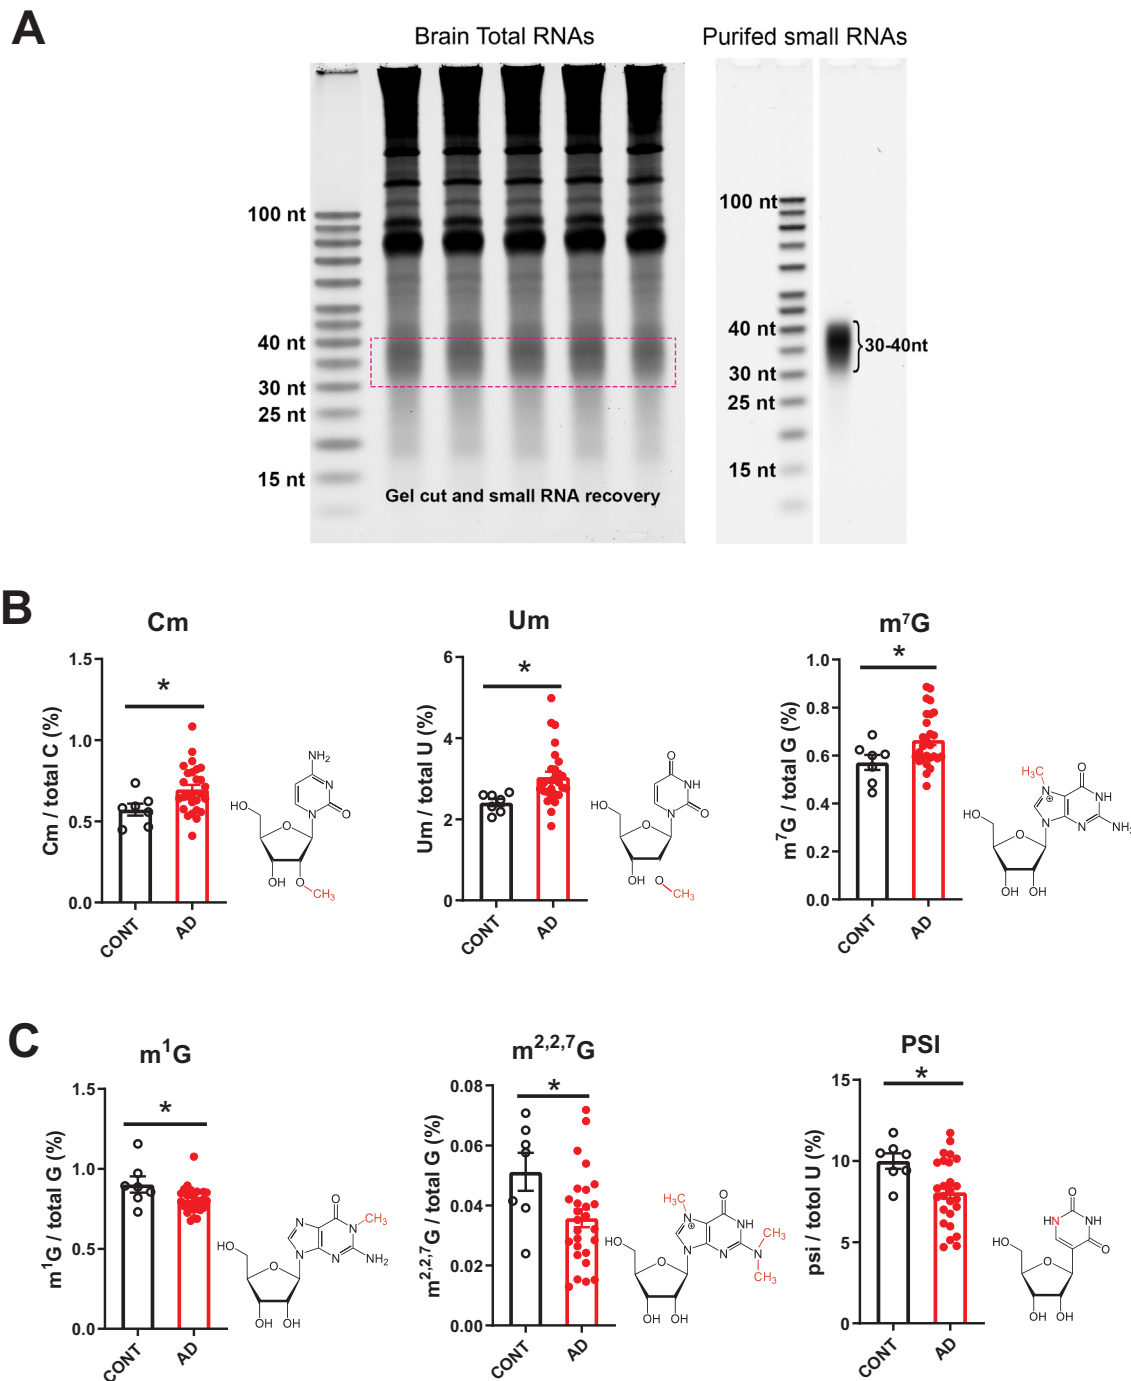 A
Brain Total RNAs
Purifed small RNAs
100 nt
40 nt
30 nt
25 nt
15 nt
Gel cut and small RNA recovery
100 nt
40 nt
30 nt
25 nt
15 nt
30-40nt
B
Cm
Cm / total C (%)
1.5
1.0
0.5
0.0
*
CONT
AD
NH2
N
N
O
HO
O
OH
O
CH3
Um
Um / total U (%)
6
4
2
0
*
CONT
AD
O
NH
N
O
HO
O
OH
O
CH3
m7G
m7G / total G (%)
1.0
0.8
0.6
0.4
0.2
0.0
*
CONT
AD
H3C
O
N
NH
N
N
NH
HO
O
OH OH
C
m1G
m1G / total G (%)
1.5
1.0
0.5
0.0
*
CONT
AD
O
N
N
CH3
N
N
NH2
HO
O
OH OH
m2,2,7G
m2,2,7G / total G (%)
0.08
0.06
0.04
0.02
0.00
*
CONT
AD
H3C
O
N
NH
CH3
N
N
N
CH3
HO
O
OH OH
PSI
psi / totol U (%)
15
10
5
0
*
CONT
AD
O
HN
NH
O
HO
O
OH OH